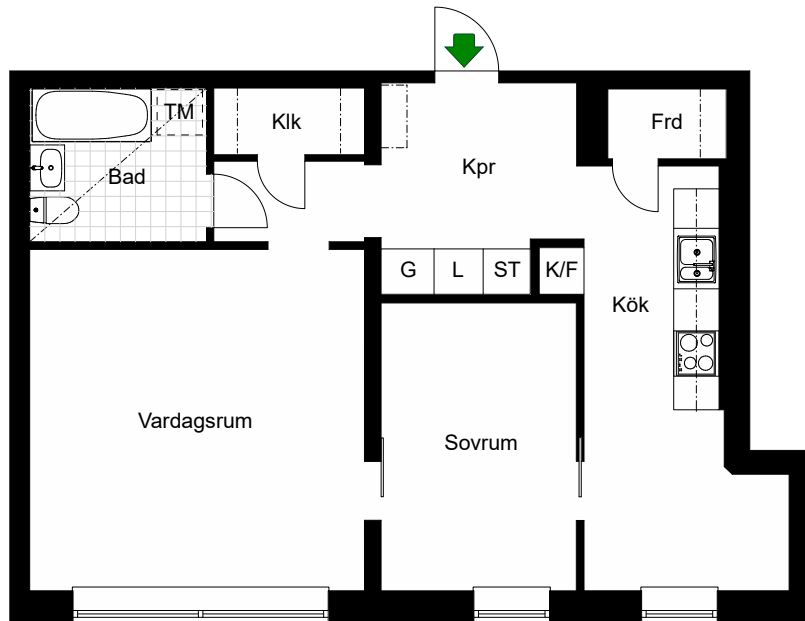 TM
Klk
Frd
Bad
Kpr
G
L
ST
K/F
Kök
Vardagsrum
Sovrum